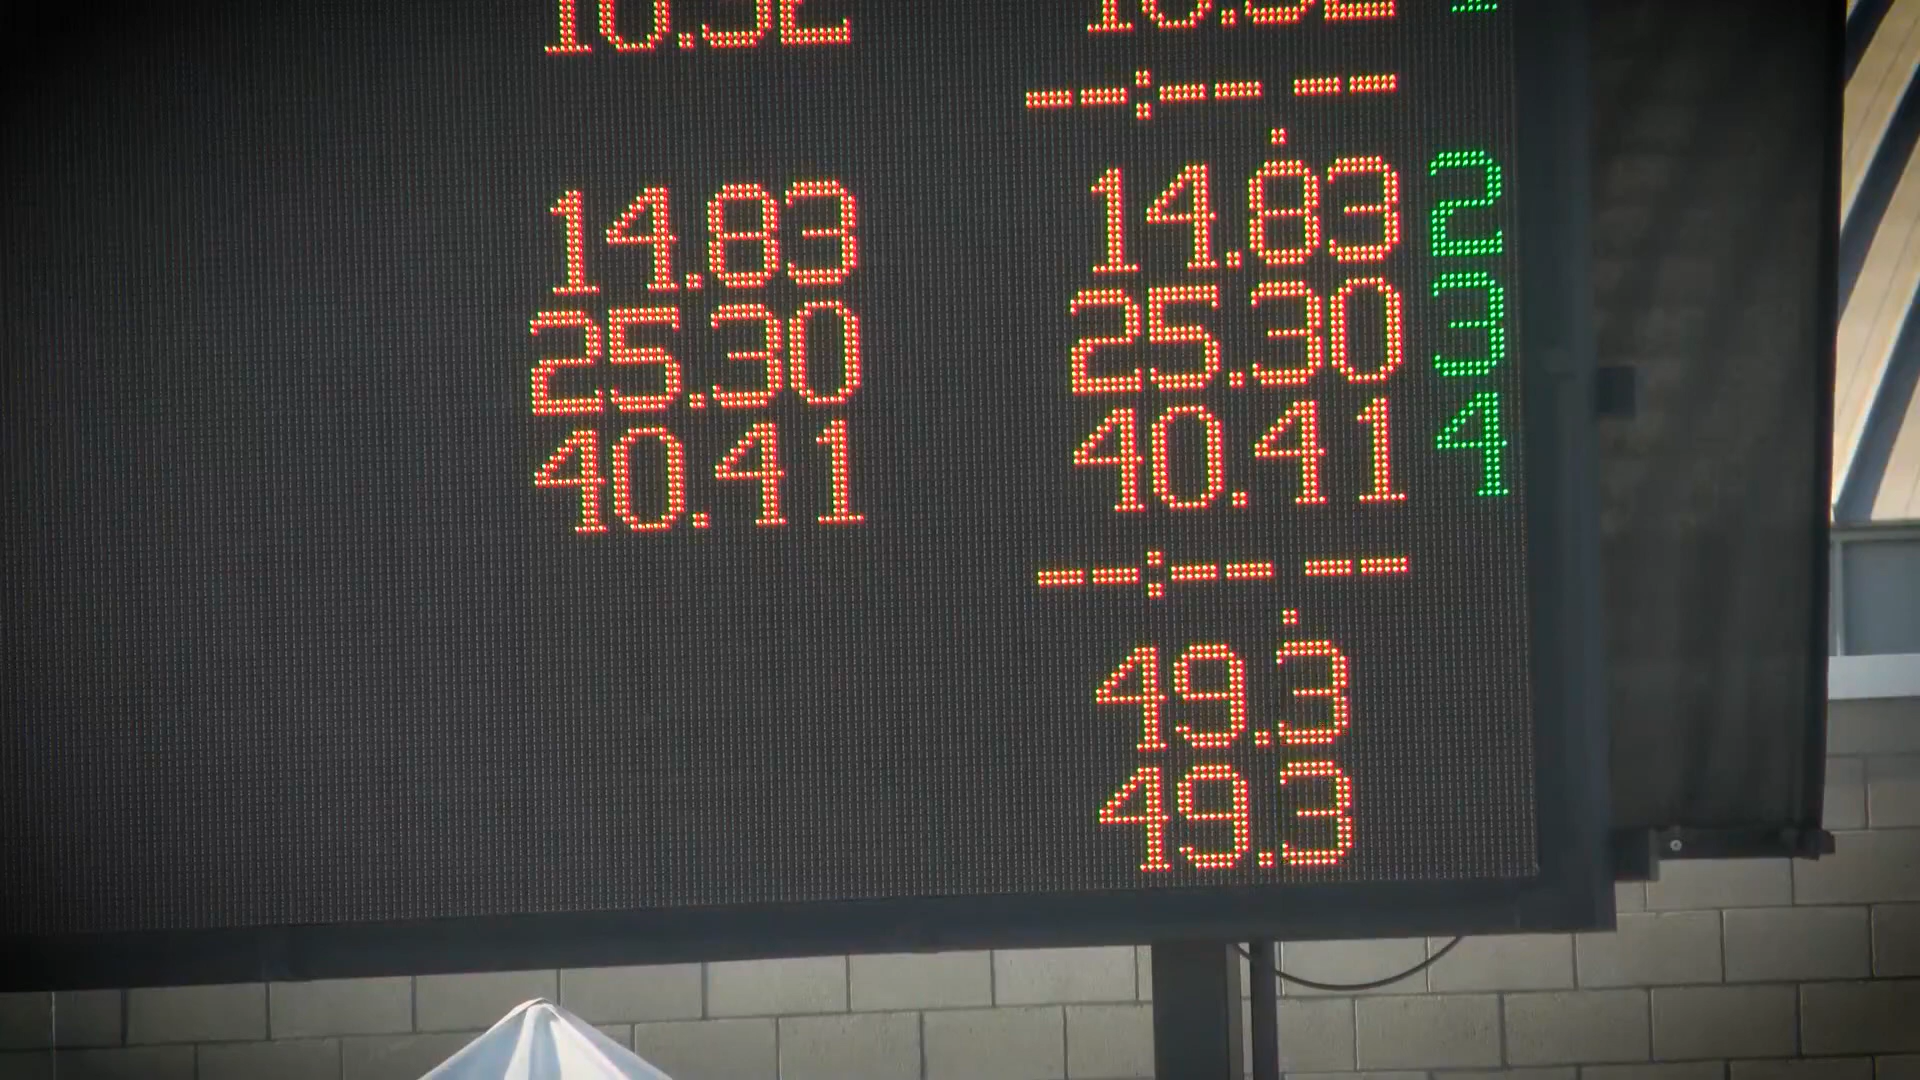 14.83 14.83 2
25.30 25.30 3
40.41 40.41 4
--:--.--
49.3
49.3